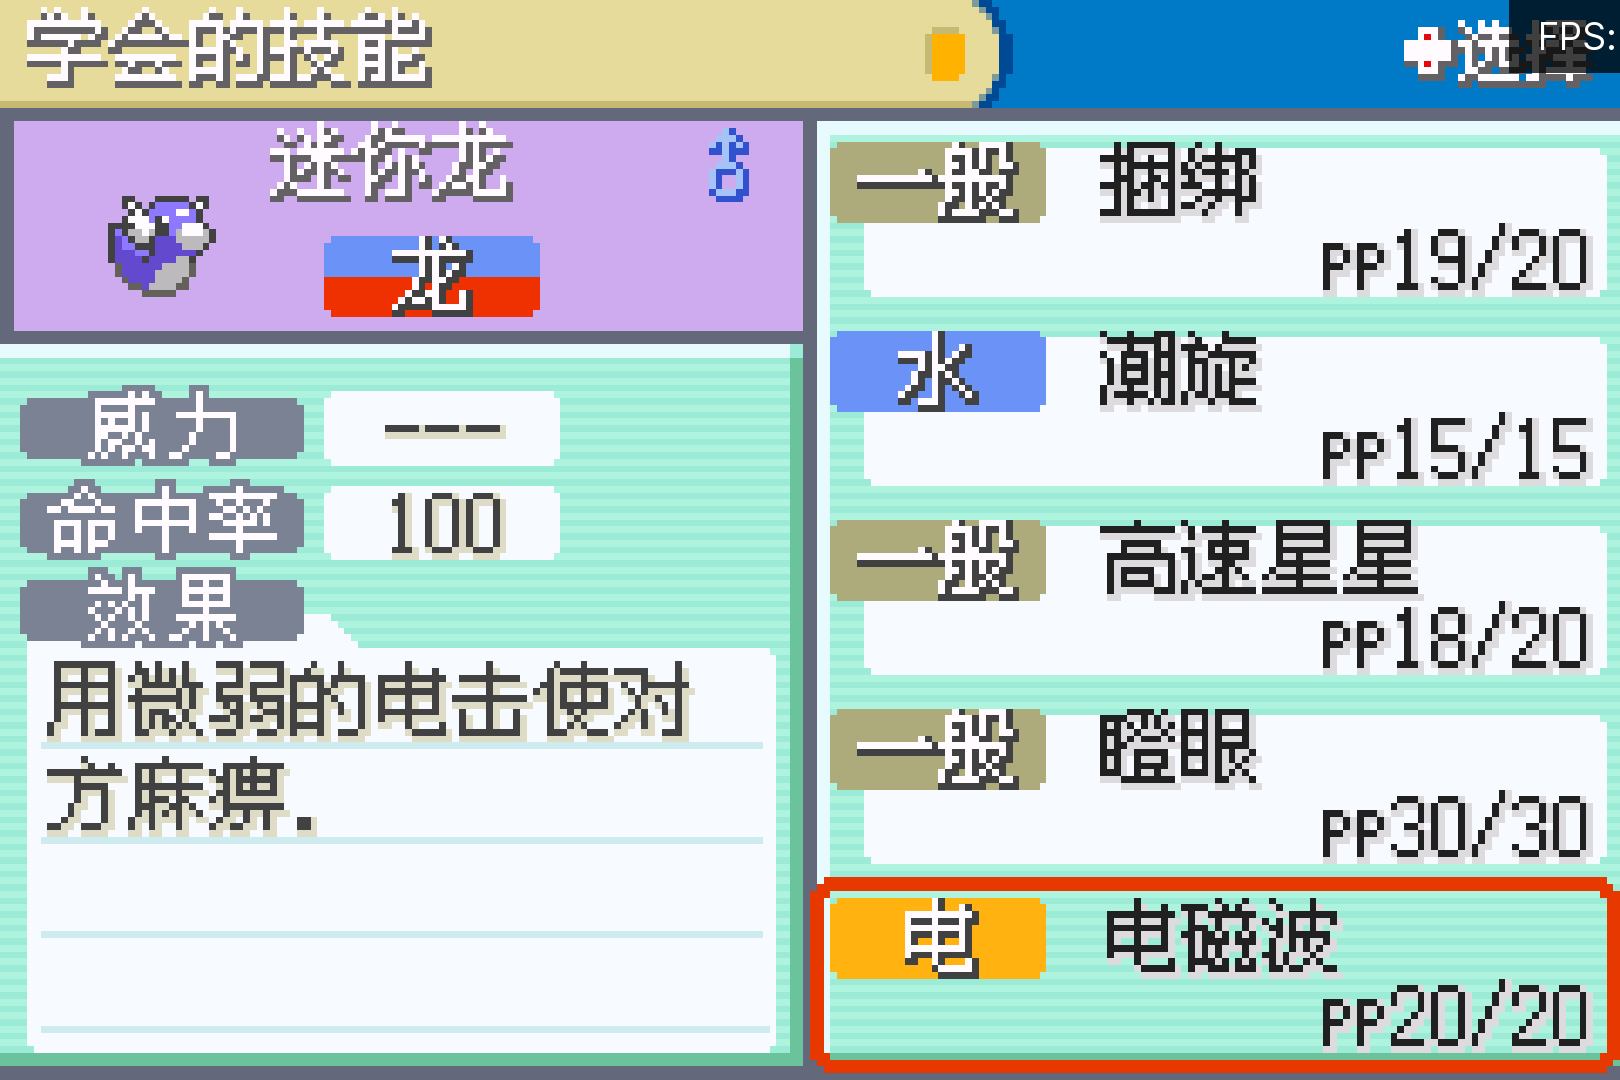 学会的技能
选择
FPS:
迷你龙
龙
威力
---
命中率
100
效果
用微弱的电击使对
方麻痹.
一般
捆绑
PP19/20
水
潮旋
PP15/15
一般
高速星星
PP18/20
一般
瞪眼
PP30/30
电
电磁波
PP20/20